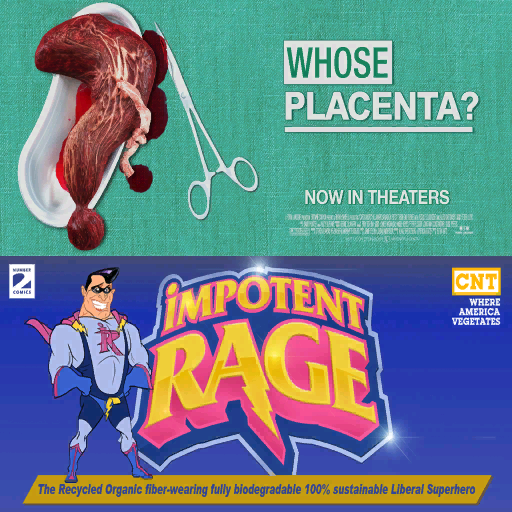 WHOSE
PLACENTA?
NOW IN THEATERS
NUMBER
2
COMICS
CNT
WHERE
AMERICA
VEGETATES
iMPOTENT
RAGE
R
The Recycled Organic fiber-wearing fully biodegradable 100% sustainable Liberal Superhero